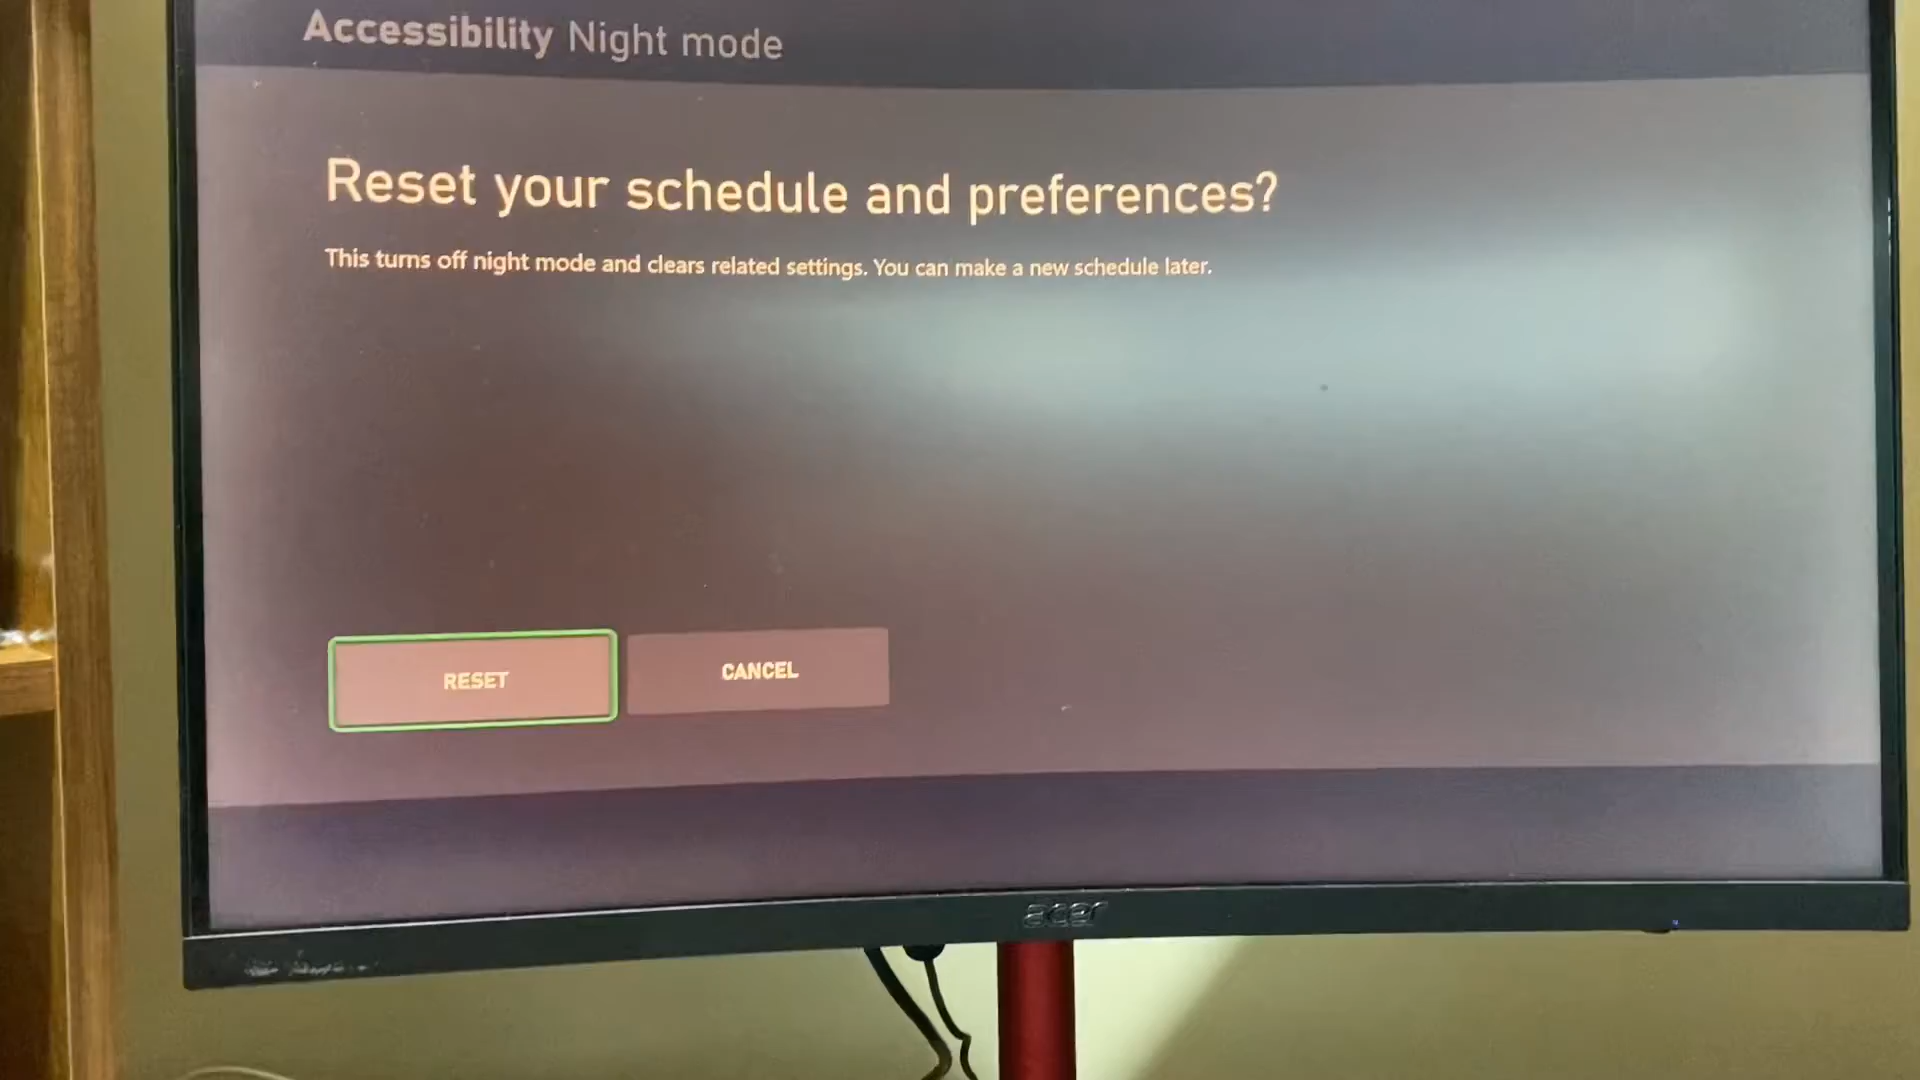 Accessibility Night mode
Reset your schedule and preferences?
This turns off night mode and clears related settings. You can make a new schedule later.
RESET
CANCEL
acer